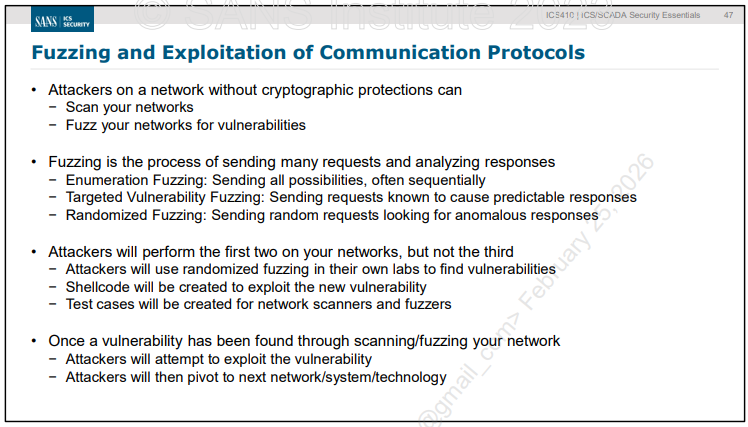 © SANS Institute 2026
SANS ICS SECURITY
ICS410 | ICS/SCADA Security Essentials 47
Fuzzing and Exploitation of Communication Protocols
• Attackers on a network without cryptographic protections can
− Scan your networks
− Fuzz your networks for vulnerabilities
• Fuzzing is the process of sending many requests and analyzing responses
− Enumeration Fuzzing: Sending all possibilities, often sequentially
− Targeted Vulnerability Fuzzing: Sending requests known to cause predictable responses
− Randomized Fuzzing: Sending random requests looking for anomalous responses
• Attackers will perform the first two on your networks, but not the third
− Attackers will use randomized fuzzing in their own labs to find vulnerabilities
− Shellcode will be created to exploit the new vulnerability
− Test cases will be created for network scanners and fuzzers
• Once a vulnerability has been found through scanning/fuzzing your network
− Attackers will attempt to exploit the vulnerability
− Attackers will then pivot to next network/system/technology
@gmail_com> February 2026